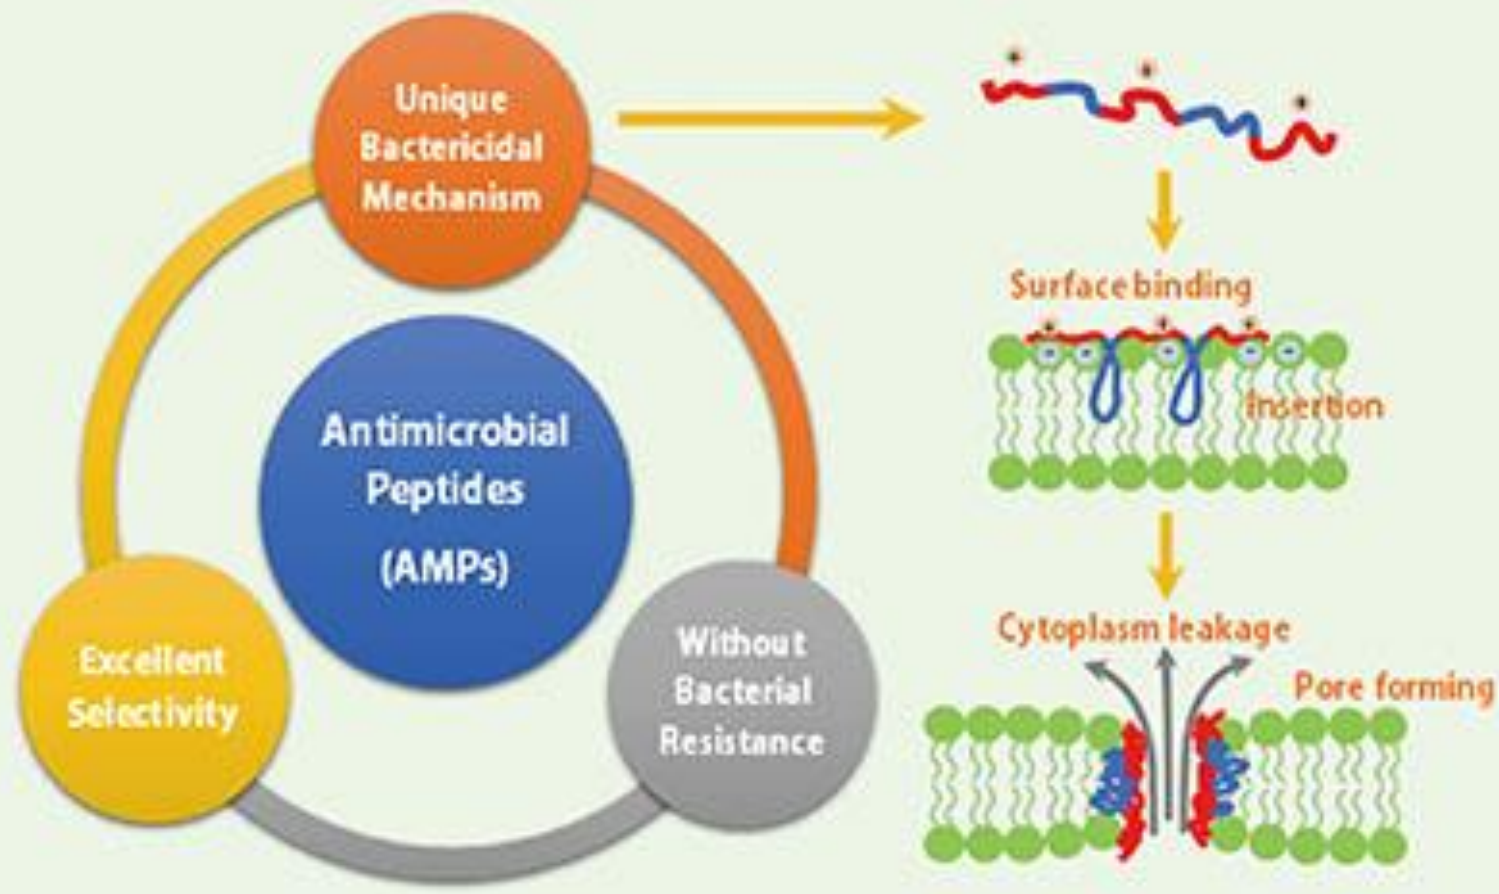 Unique
Bactericidal
Mechanism
Antimicrobial
Peptides
(AMPs)
Excellent
Selectivity
Without
Bacterial
Resistance
Surface binding
Insertion
Cytoplasm leakage
Pore forming